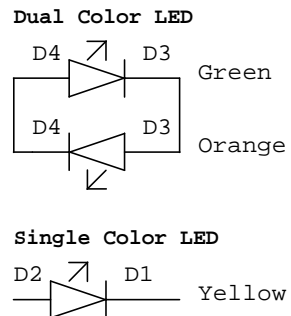 Dual Color LED
D4 D3
Green
D4 D3
Orange
Single Color LED
D2 D1
Yellow